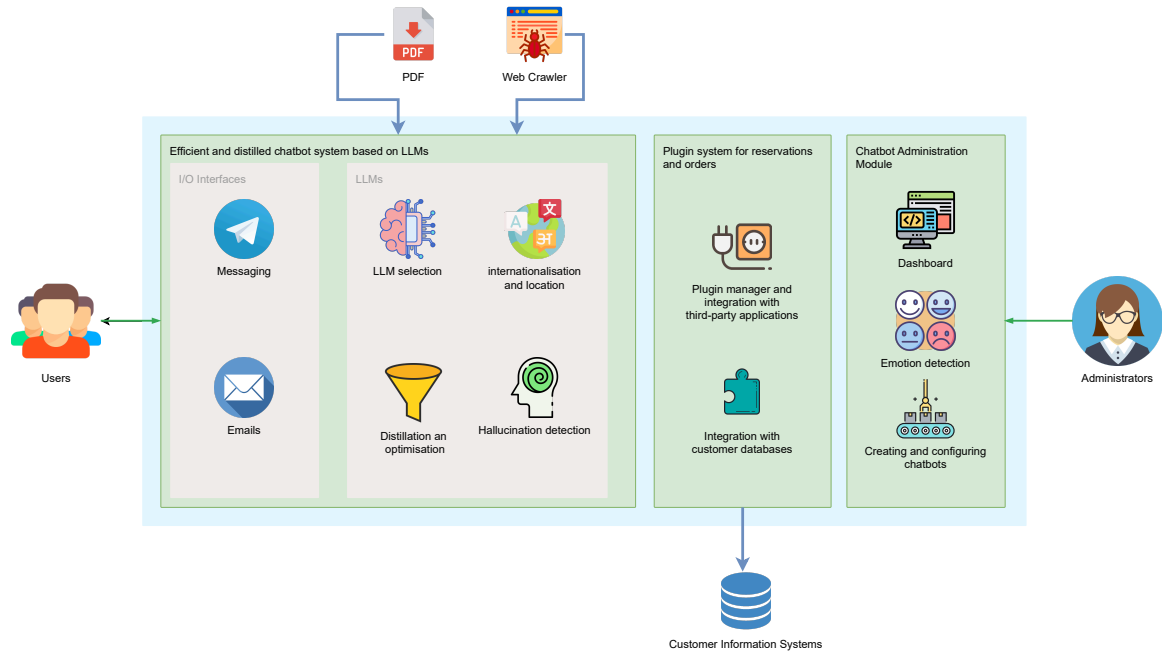 PDF
PDF
Web Crawler
Efficient and distilled chatbot system based on LLMs
I/O Interfaces
Messaging
Emails
LLMs
LLM selection
A
文
अ
internationalisation
and location
Distillation an
optimisation
Hallucination detection
Plugin system for reservations
and orders
Plugin manager and
integration with
third-party applications
Integration with
customer databases
Chatbot Administration
Module
</>
Dashboard
Emotion detection
Creating and configuring
chatbots
Users
Administrators
Customer Information Systems